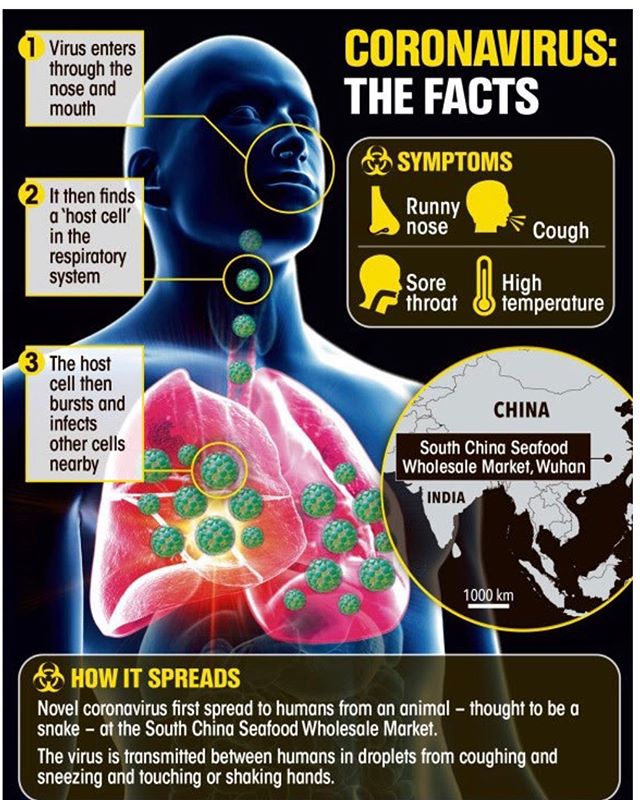 CORONAVIRUS:
THE FACTS
1 Virus enters
through the
nose and
mouth
2 It then finds
a ‘host cell’
in the
respiratory
system
3 The host
cell then
bursts and
infects
other cells
nearby
SYMPTOMS
Runny
nose
Cough
Sore
throat
High
temperature
CHINA
South China Seafood
Wholesale Market, Wuhan
INDIA
1000 km
HOW IT SPREADS
Novel coronavirus first spread to humans from an animal – thought to be a
snake – at the South China Seafood Wholesale Market.
The virus is transmitted between humans in droplets from coughing and
sneezing and touching or shaking hands.